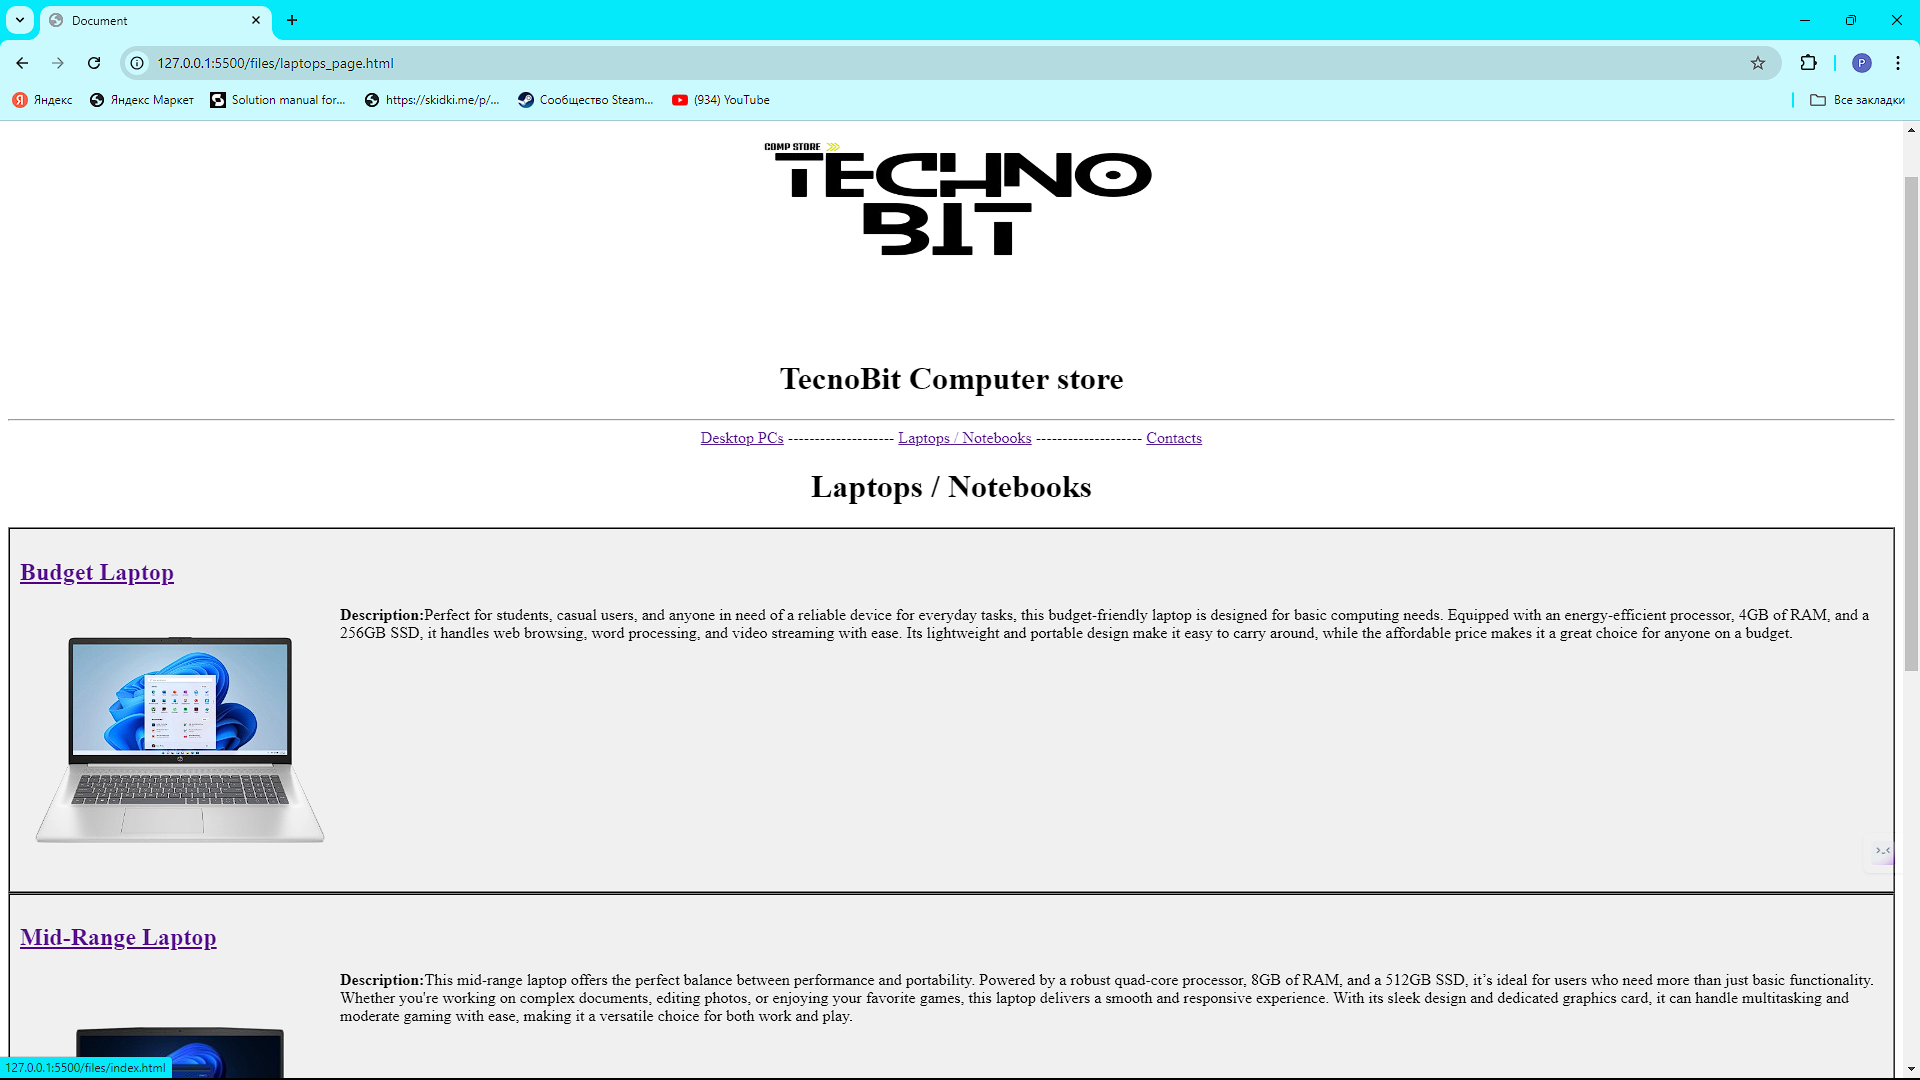 Document
127.0.0.1:5500/files/laptops_page.html
P
Я Яндекс
Яндекс Маркет
Solution manual for...
https://skidki.me/p/...
Сообщество Steam...
(934) YouTube
Все закладки
COMP STORE
TECHNO
BIT
TecnoBit Computer store
Desktop PCs -------------------- Laptops / Notebooks -------------------- Contacts
Laptops / Notebooks
Budget Laptop
Description:Perfect for students, casual users, and anyone in need of a reliable device for everyday tasks, this budget-friendly laptop is designed for basic computing needs. Equipped with an energy-efficient processor, 4GB of RAM, and a
256GB SSD, it handles web browsing, word processing, and video streaming with ease. Its lightweight and portable design make it easy to carry around, while the affordable price makes it a great choice for anyone on a budget.
Mid-Range Laptop
Description:This mid-range laptop offers the perfect balance between performance and portability. Powered by a robust quad-core processor, 8GB of RAM, and a 512GB SSD, it’s ideal for users who need more than just basic functionality.
Whether you're working on complex documents, editing photos, or enjoying your favorite games, this laptop delivers a smooth and responsive experience. With its sleek design and dedicated graphics card, it can handle multitasking and
moderate gaming with ease, making it a versatile choice for both work and play.
127.0.0.1:5500/files/index.html